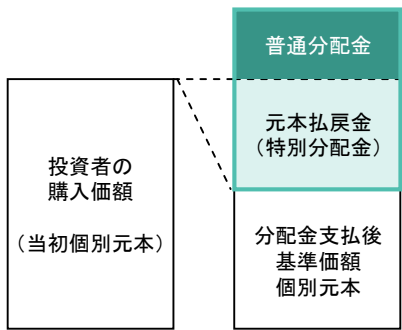 普通分配金
元本払戻金
（特別分配金）
投資者の
購入価額
（当初個別元本）
分配金支払後
基準価額
個別元本